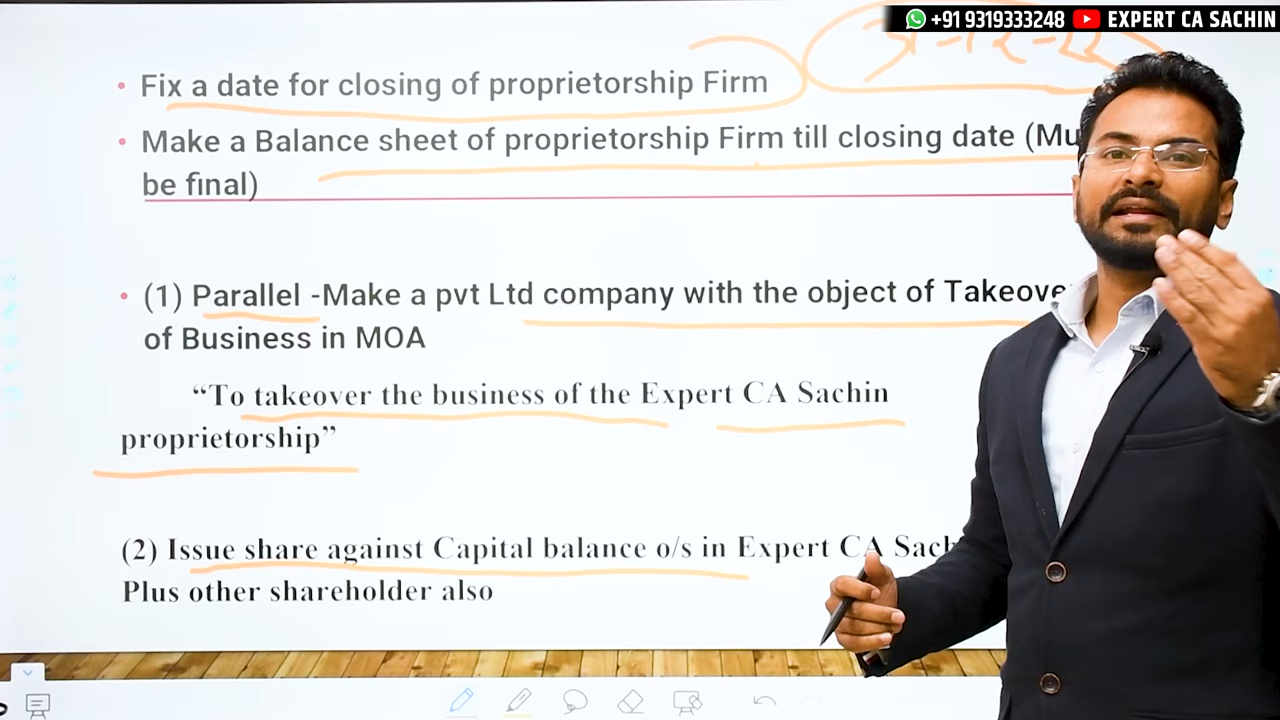 +91 9319333248 EXPERT CA SACHIN
• Fix a date for closing of proprietorship Firm
• Make a Balance sheet of proprietorship Firm till closing date
be final)
• (1) Parallel -Make a pvt Ltd company with the object of
of Business in MOA
“To takeover the business of the Expert CA Sachin
proprietorship”
(2) Issue share against Capital balance o/s in Expert CA
Plus other shareholder also